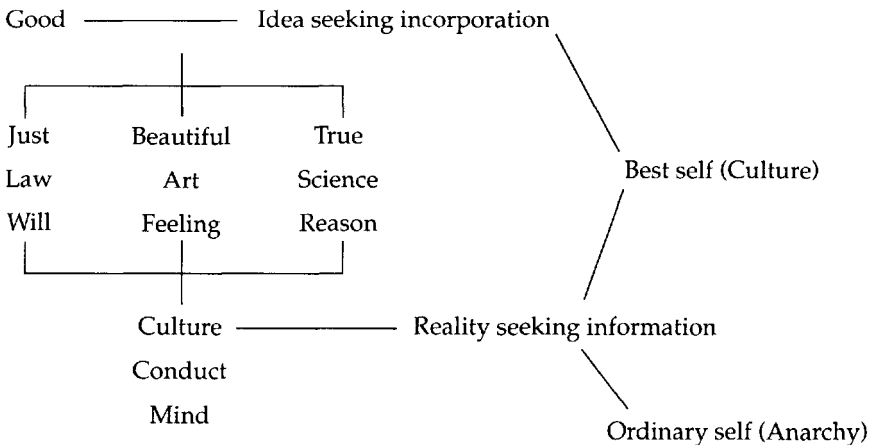 Good Idea seeking incorporation
Just Beautiful True
Law Art Science
Will Feeling Reason
Best self (Culture)
Culture Reality seeking information
Conduct
Mind
Ordinary self (Anarchy)